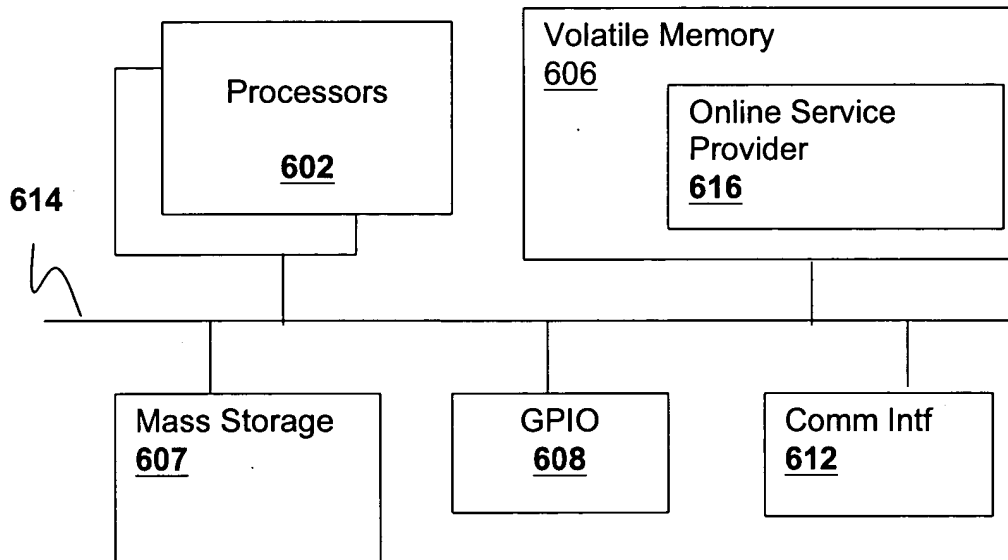 Processors
602
Volatile Memory
606
Online Service
Provider
616
614
Mass Storage
607
GPIO
608
Comm Intf
612